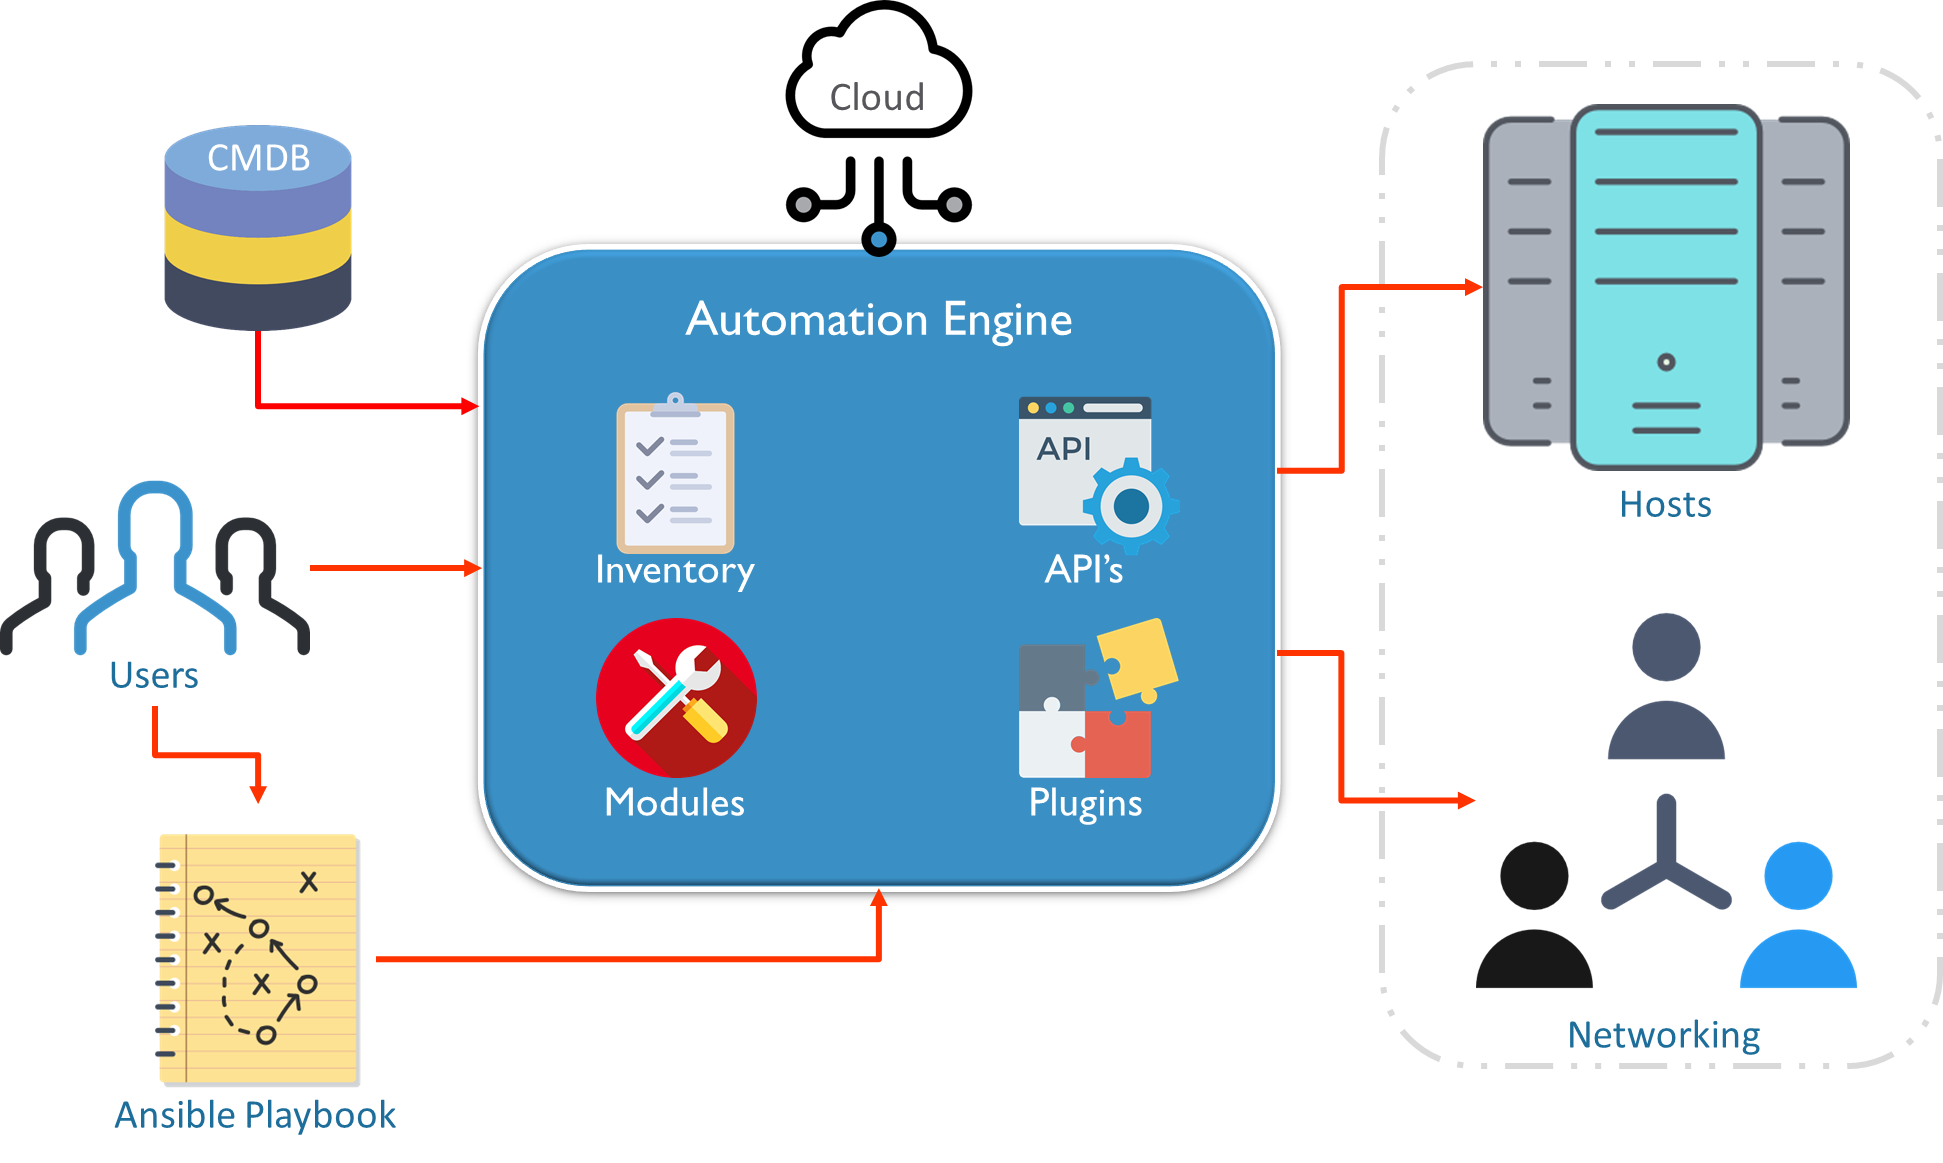 Cloud
CMDB
Automation Engine
API
Inventory
API's
Hosts
Users
Modules
Plugins
X
X
X
Networking
Ansible Playbook